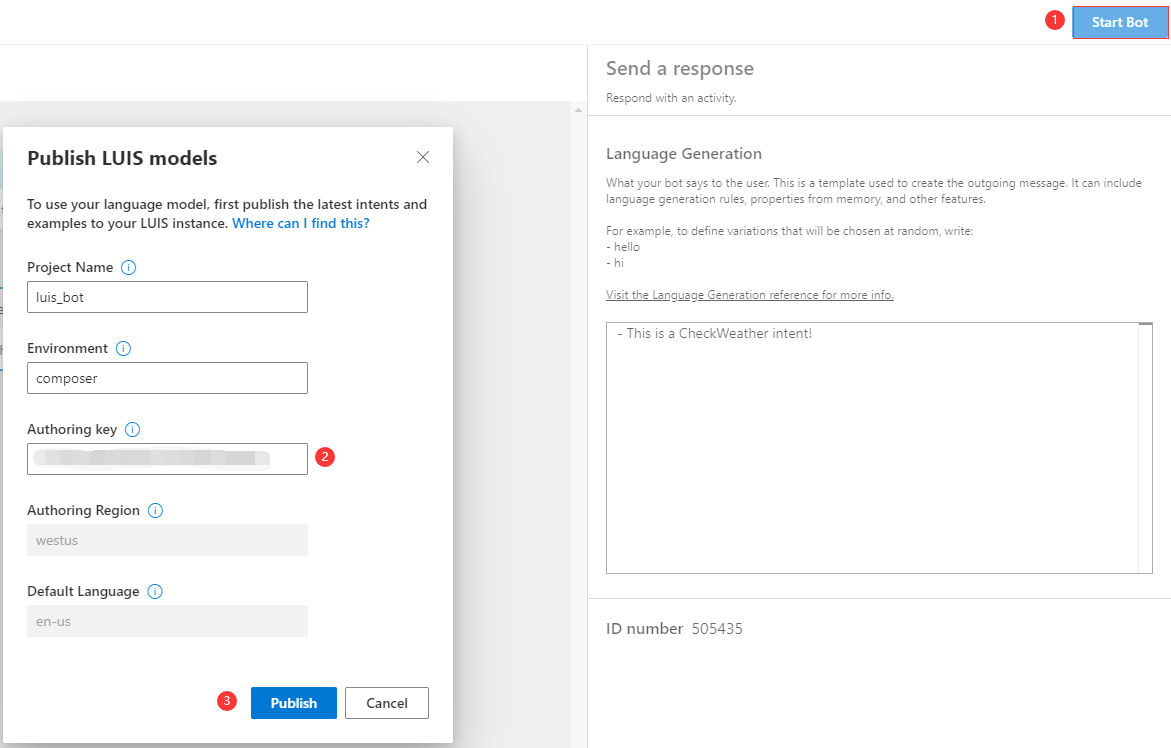 1
Start Bot
Send a response
Respond with an activity.
Publish LUIS models
To use your language model, first publish the latest intents and
examples to your LUIS instance. Where can I find this?
Project Name
luis_bot
Environment
composer
Authoring key
2
Authoring Region
westus
Default Language
en-us
3
Publish
Cancel
Language Generation
What your bot says to the user. This is a template used to create the outgoing message. It can include
language generation rules, properties from memory, and other features.
For example, to define variations that will be chosen at random, write:
- hello
- hi
Visit the Language Generation reference for more info.
- This is a CheckWeather intent!
ID number 505435